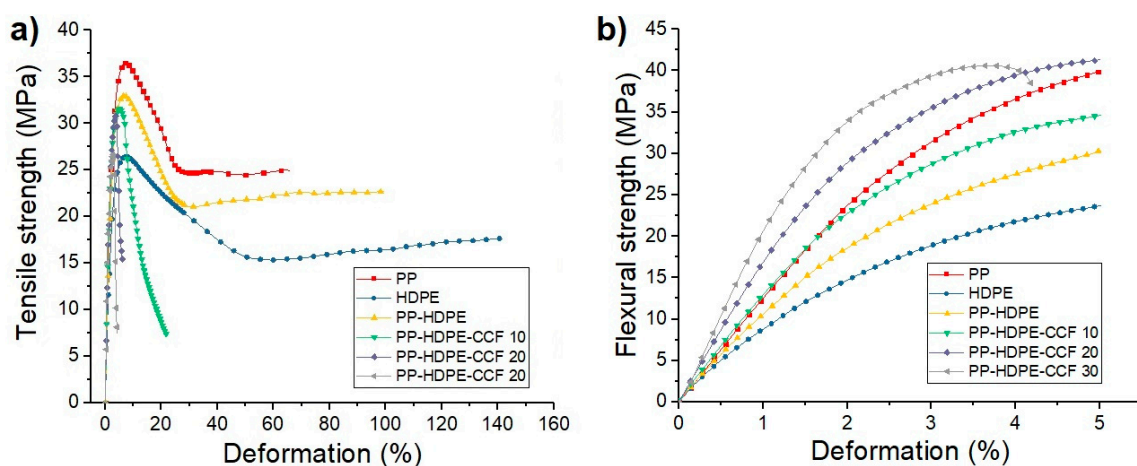 a)
Tensile strength (MPa)
40
35
30
25
20
15
10
5
0
0 20 40 60 80 100 120 140 160
Deformation (%)
PP
HDPE
PP-HDPE
PP-HDPE-CCF 10
PP-HDPE-CCF 20
PP-HDPE-CCF 20
b)
Flexural strength (MPa)
45
40
35
30
25
20
15
10
5
0
0 1 2 3 4 5
Deformation (%)
PP
HDPE
PP-HDPE
PP-HDPE-CCF 10
PP-HDPE-CCF 20
PP-HDPE-CCF 30